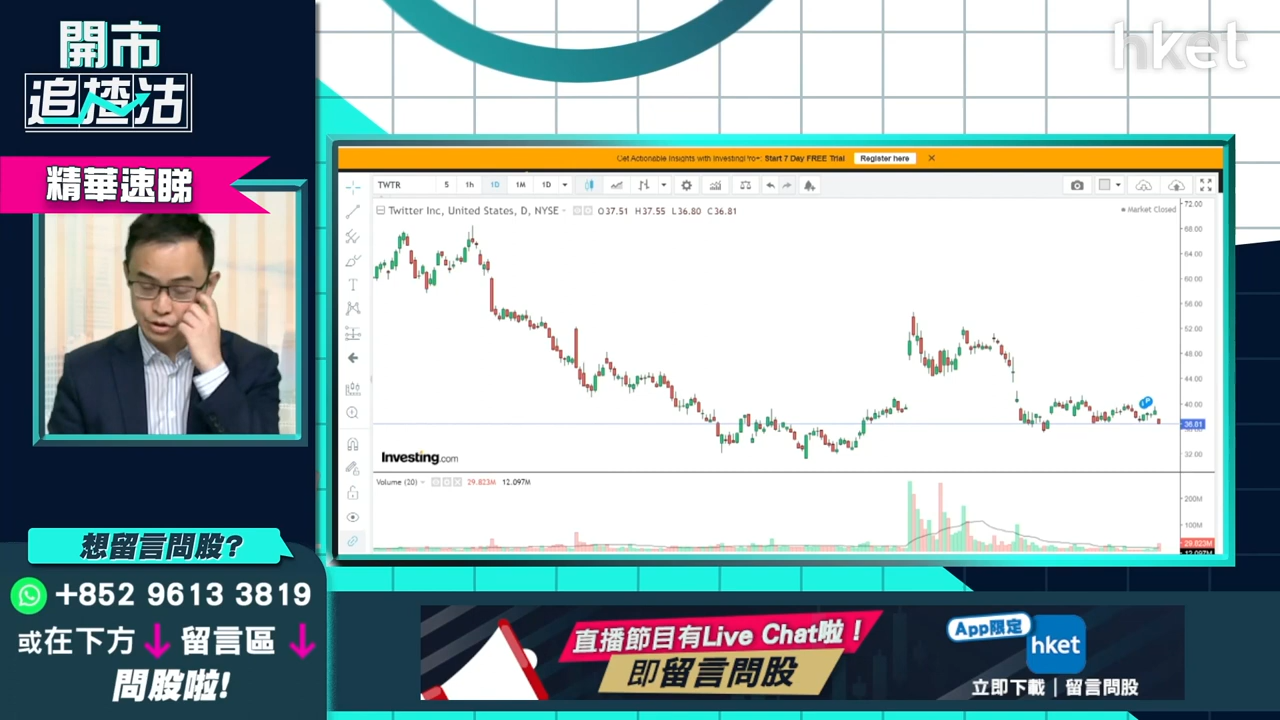 開市
追揸沽
hket
精華速睇
Get Actionable Insights with InvestingPro+: Start 7 Day FREE Trial
Register here
TWTR
5
1h
1D
1M
1D
Twitter Inc, United States, D, NYSE
O37.51 H37.55 L36.80 C36.81
Market Closed
72.00
68.00
64.00
60.00
56.00
52.00
48.00
44.00
40.00
36.81
32.00
Investing.com
Volume (20)
29.823M
12.097M
200M
100M
29.823M
12.097M
想留言問股?
+852 9613 3819
或在下方 留言區
問股啦!
直播節目有Live Chat啦！
即留言問股
App限定
hket
立即下載｜留言問股